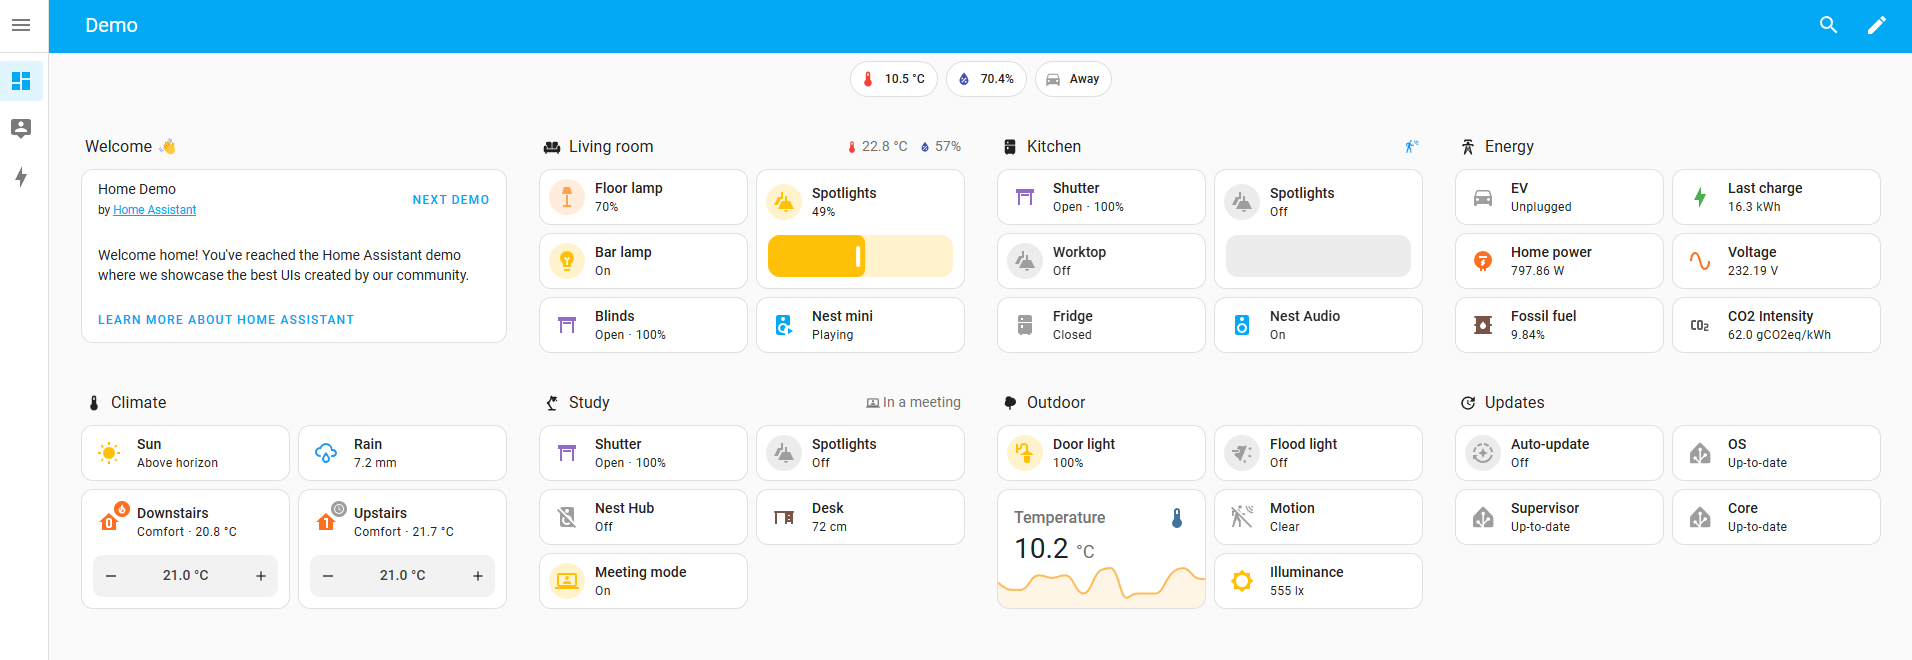 Demo
10.5 °C
70.4%
Away
Welcome 👋
Home Demo
by Home Assistant
NEXT DEMO
Welcome home! You've reached the Home Assistant demo
where we showcase the best UIs created by our community.
LEARN MORE ABOUT HOME ASSISTANT
Living room
22.8 °C
57%
Floor lamp
70%
Spotlights
49%
Bar lamp
On
Blinds
Open · 100%
Nest mini
Playing
Kitchen
Shutter
Open · 100%
Spotlights
Off
Worktop
Off
Fridge
Closed
Nest Audio
On
Energy
EV
Unplugged
Last charge
16.3 kWh
Home power
797.86 W
Voltage
232.19 V
Fossil fuel
9.84%
CO2
CO2 Intensity
62.0 gCO2eq/kWh
Climate
Sun
Above horizon
Rain
7.2 mm
0
Downstairs
Comfort · 20.8 °C
− 21.0 °C +
1
Upstairs
Comfort · 21.7 °C
− 21.0 °C +
Study
In a meeting
Shutter
Open · 100%
Spotlights
Off
Nest Hub
Off
Desk
72 cm
Meeting mode
On
Outdoor
Door light
100%
Flood light
Off
Temperature
10.2 °C
Motion
Clear
Illuminance
555 lx
Updates
Auto-update
Off
OS
Up-to-date
Supervisor
Up-to-date
Core
Up-to-date